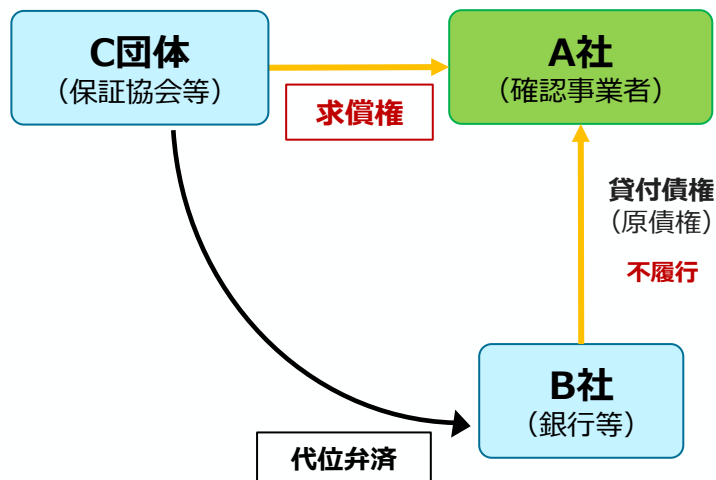 C団体
（保証協会等）
A社
（確認事業者）
求償権
貸付債権
（原債権）
不履行
B社
（銀行等）
代位弁済